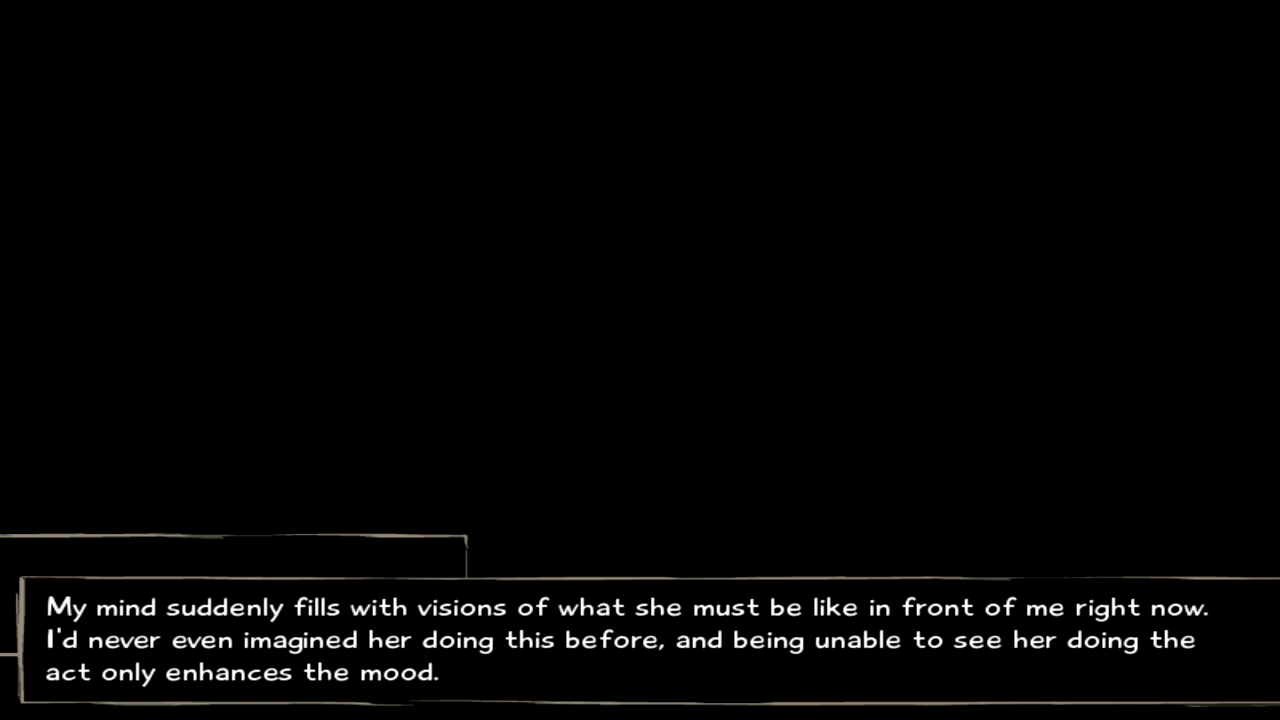 My mind suddenly fills with visions of what she must be like in front of me right now.
I'd never even imagined her doing this before, and being unable to see her doing the
act only enhances the mood.